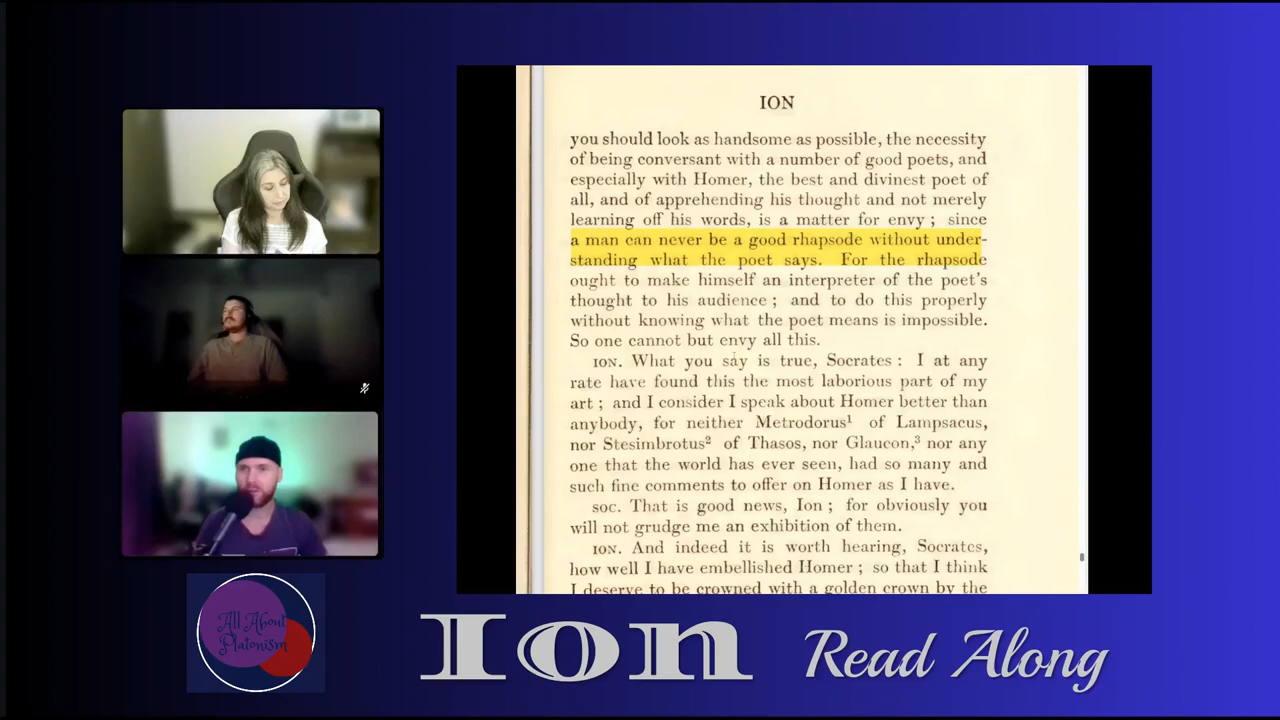 ION
you should look as handsome as possible, the necessity
of being conversant with a number of good poets, and
especially with Homer, the best and divinest poet of
all, and of apprehending his thought and not merely
learning off his words, is a matter for envy ; since
a man can never be a good rhapsode without under-
standing what the poet says. For the rhapsode
ought to make himself an interpreter of the poet's
thought to his audience ; and to do this properly
without knowing what the poet means is impossible.
So one cannot but envy all this.
ION. What you say is true, Socrates : I at any
rate have found this the most laborious part of my
art ; and I consider I speak about Homer better than
anybody, for neither Metrodorus¹ of Lampsacus,
nor Stesimbrotus² of Thasos, nor Glaucon,³ nor any
one that the world has ever seen, had so many and
such fine comments to offer on Homer as I have.
SOC. That is good news, Ion ; for obviously you
will not grudge me an exhibition of them.
ION. And indeed it is worth hearing, Socrates,
how well I have embellished Homer ; so that I think
I deserve to be crowned with a golden crown by the
All About
Platonism
Ion Read Along